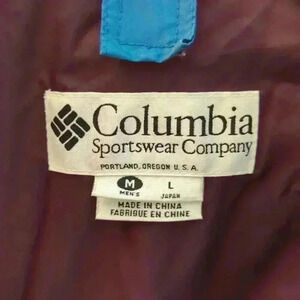 Columbia
Sportswear Company
PORTLAND, OREGON U.S.A.
M L
MEN'S JAPAN
MADE IN CHINA
FABRIQUE EN CHINE